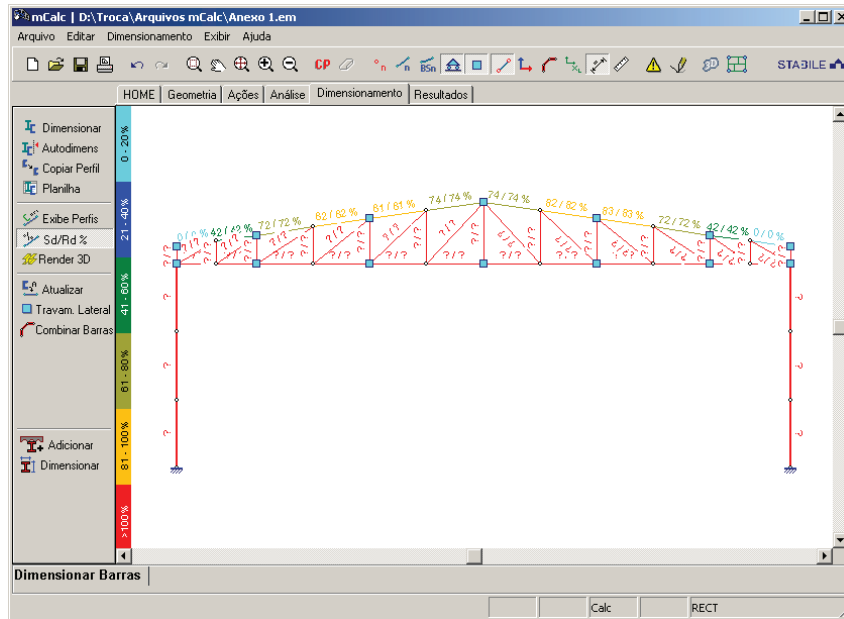 mCalc | D:\Troca\Arquivos mCalc\Anexo 1.em
Arquivo Editar Dimensionamento Exibir Ajuda
CP n n BSn STABILE
HOME Geometria Ações Análise Dimensionamento Resultados
Dimensionar
Autodimens
Copiar Perfil
Planilha
Exibe Perfis
Sd/Rd %
Render 3D
Atualizar
Travam. Lateral
Combinar Barras
Adicionar
Dimensionar
0 - 20%
21 - 40%
41 - 60%
61 - 80%
81 - 100%
>100%
0 / 0 % 42 / 42 % 72 / 72 % 82 / 82 % 81 / 81 % 74 / 74 % 74 / 74 % 82 / 82 % 83 / 83 % 72 / 72 % 42 / 42 % 0 / 0 %
Dimensionar Barras
Calc RECT